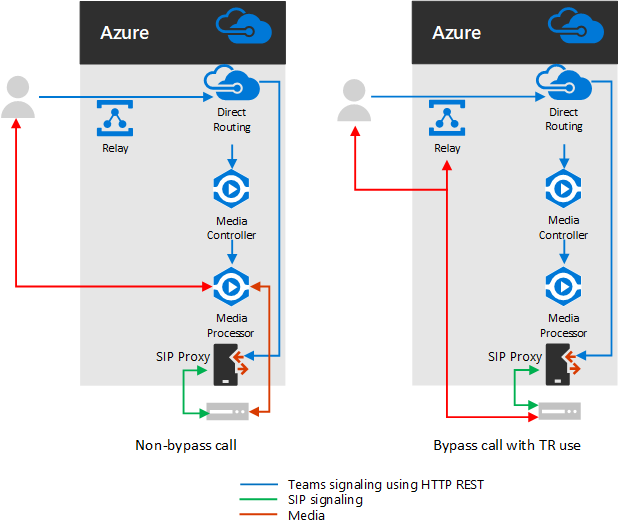 Azure
Direct
Routing
Relay
Media
Controller
Media
Processor
SIP Proxy
Non-bypass call
Azure
Direct
Routing
Relay
Media
Controller
Media
Processor
SIP Proxy
Bypass call with TR use
Teams signaling using HTTP REST
SIP signaling
Media